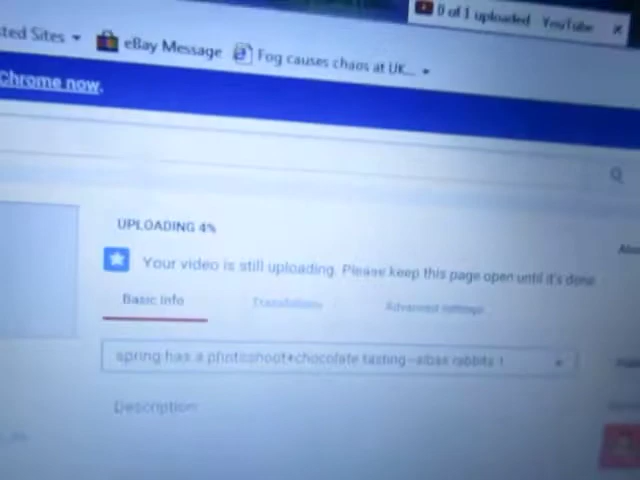 0 of 1 uploaded - YouTube
ted Sites
eBay Message
Fog causes chaos at UK...
Chrome now.
UPLOADING 4%
Your video is still uploading. Please keep this page open until it's done
Basic info
Translations
Advanced settings
spring has a photoshoot+chocolate tasting--
rabbits !
Description